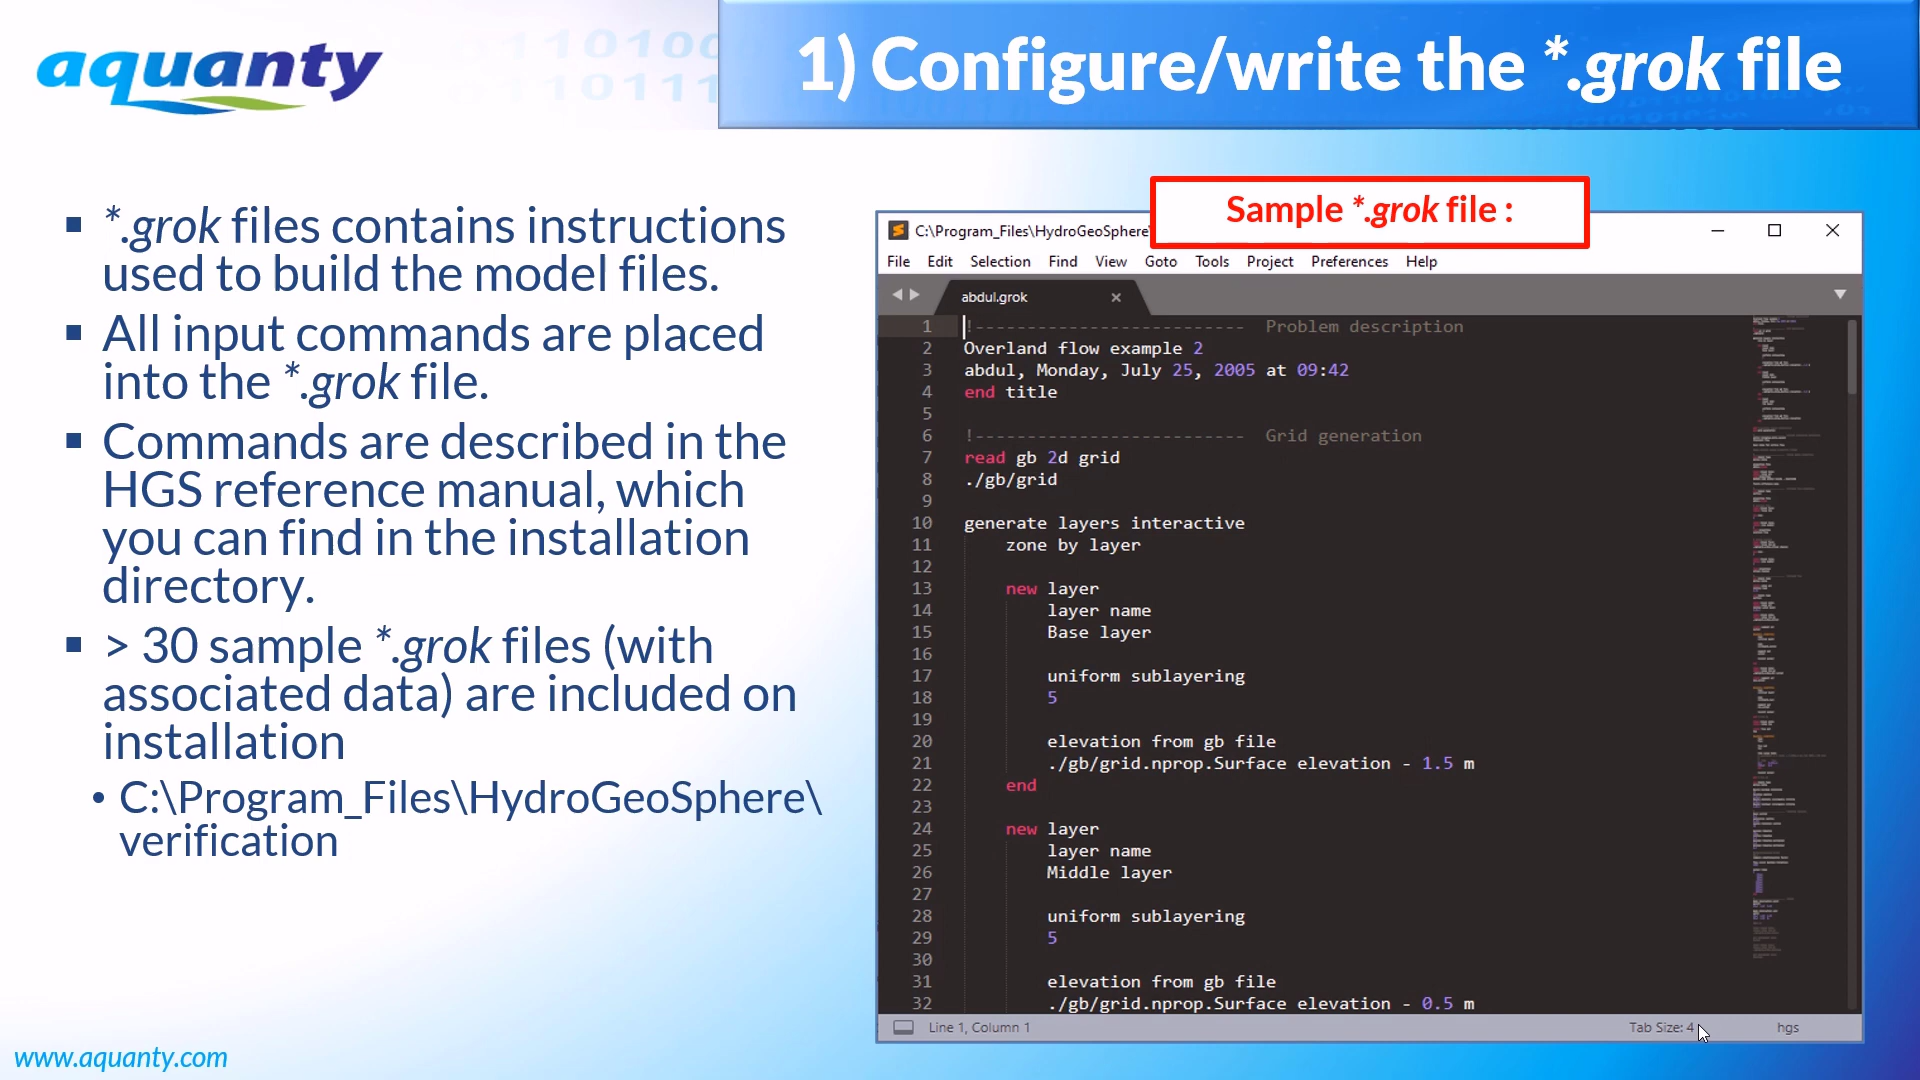 aquanty
1) Configure/write the *.grok file
▪ *.grok files contains instructions
used to build the model files.
▪ All input commands are placed
into the *.grok file.
▪ Commands are described in the
HGS reference manual, which
you can find in the installation
directory.
▪ > 30 sample *.grok files (with
associated data) are included on
installation
• C:\Program_Files\HydroGeoSphere\
verification
www.aquanty.com
Sample *.grok file :
C:\Program_Files\HydroGeoSphere
File Edit Selection Find View Goto Tools Project Preferences Help
abdul.grok
1 !-------------------------- Problem description
2 Overland flow example 2
3 abdul, Monday, July 25, 2005 at 09:42
4 end title
5
6 !-------------------------- Grid generation
7 read gb 2d grid
8 ./gb/grid
9
10 generate layers interactive
11 zone by layer
12
13 new layer
14 layer name
15 Base layer
16
17 uniform sublayering
18 5
19
20 elevation from gb file
21 ./gb/grid.nprop.Surface elevation - 1.5 m
22 end
23
24 new layer
25 layer name
26 Middle layer
27
28 uniform sublayering
29 5
30
31 elevation from gb file
32 ./gb/grid.nprop.Surface elevation - 0.5 m
Line 1, Column 1 Tab Size: 4 hgs